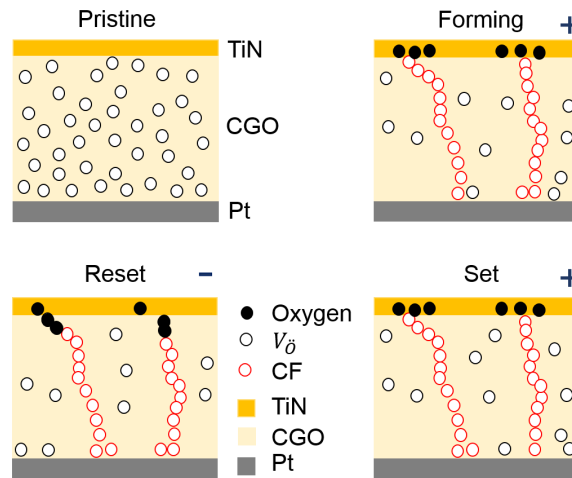 Pristine
TiN
CGO
Pt
Forming
+
Reset
-
Oxygen
V_Ö
CF
TiN
CGO
Pt
Set
+